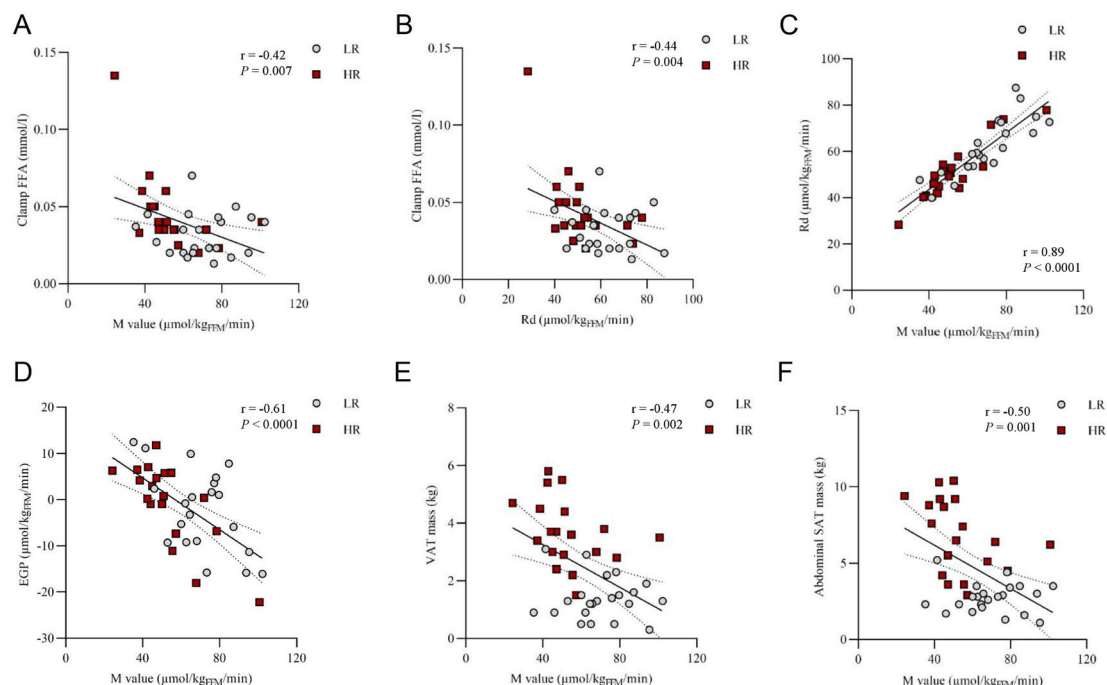 A
r = -0.42
P = 0.007
LR
HR
Clamp FFA (mmol/l)
0.15
0.10
0.05
0.00
0 40 80 120
M value (µmol/kgFFM/min)
B
r = -0.44
P = 0.004
LR
HR
Clamp FFA (mmol/l)
0.15
0.10
0.05
0.00
0 20 40 60 80 100
Rd (µmol/kgFFM/min)
C
LR
HR
Rd (µmol/kgFFM/min)
100
80
60
40
20
0
r = 0.89
P < 0.0001
0 40 80 120
M value (µmol/kgFFM/min)
D
r = -0.61
P < 0.0001
LR
HR
EGP (µmol/kgFFM/min)
20
10
0
-10
-20
-30
0 40 80 120
M value (µmol/kgFFM/min)
E
r = -0.47
P = 0.002
LR
HR
VAT mass (kg)
8
6
4
2
0
0 40 80 120
M value (µmol/kgFFM/min)
F
r = -0.50
P = 0.001
LR
HR
Abdominal SAT mass (kg)
15
10
5
0
0 40 80 120
M value (µmol/kgFFM/min)